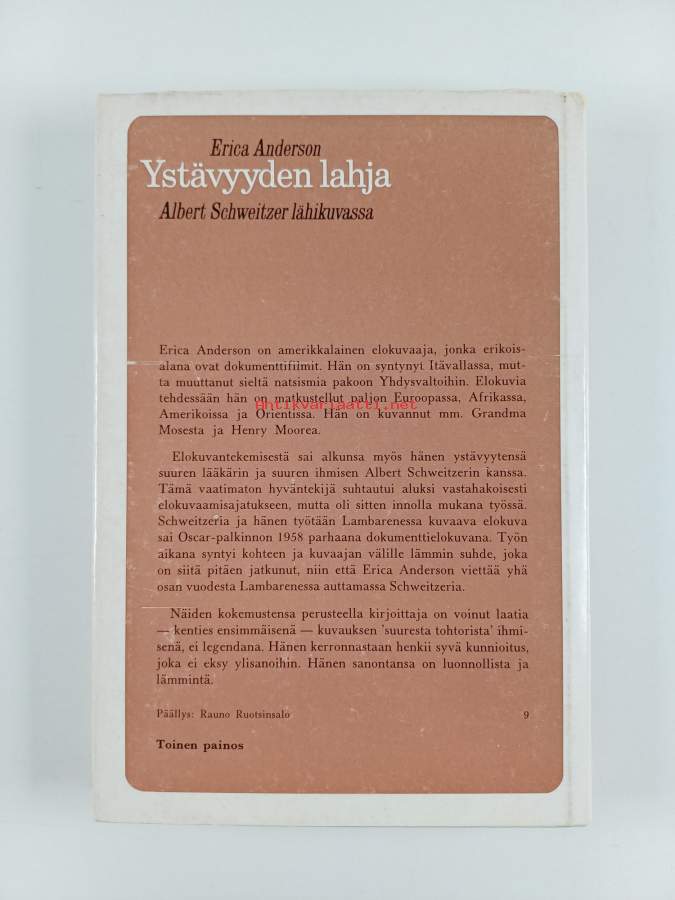 Erica Anderson
Ystävyyden lahja
Albert Schweitzer lähikuvassa
Erica Anderson on amerikkalainen elokuvaaja, jonka erikois-
alana ovat dokumenttifiimit. Hän on syntynyt Itävallassa, mut-
ta muuttanut sieltä natsismia pakoon Yhdysvaltoihin. Elokuvia
tehdessään hän on matkustellut paljon Euroopassa, Afrikassa,
Antikvariaatti.net
Amerikoissa ja Orientissa. Hän on kuvannut mm. Grandma
Mosesta ja Henry Moorea.
Elokuvantekemisestä sai alkunsa myös hänen ystävyytensä
suuren lääkärin ja suuren ihmisen Albert Schweitzerin kanssa.
Tämä vaatimaton hyväntekijä suhtautui aluksi vastahakoisesti
elokuvaamisajatukseen, mutta oli sitten innolla mukana työssä.
Schweitzeria ja hänen työtään Lambarenessa kuvaava elokuva
sai Oscar-palkinnon 1958 parhaana dokumenttielokuvana. Työn
aikana syntyi kohteen ja kuvaajan välille lämmin suhde, joka
on siitä pitäen jatkunut, niin että Erica Anderson viettää yhä
osan vuodesta Lambarenessa auttamassa Schweitzeria.
Näiden kokemustensa perusteella kirjoittaja on voinut laatia
— kenties ensimmäisenä — kuvauksen 'suuresta tohtorista' ihmi-
senä, ei legendana. Hänen kerronnastaan henkii syvä kunnioitus,
joka ei eksy ylisanoihin. Hänen sanontansa on luonnollista ja
lämmintä.
Päällys: Rauno Ruotsinsalo 9
Toinen painos